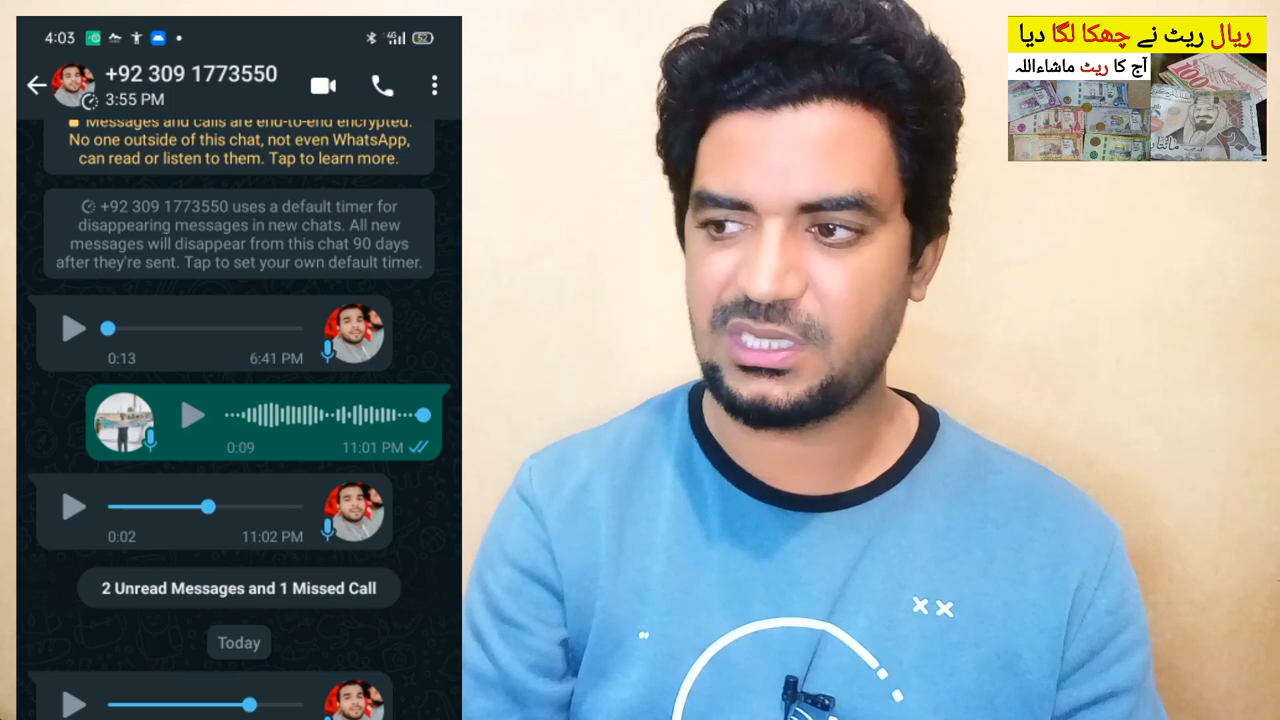 4:03
4G
52
+92 309 1773550
3:55 PM
Messages and calls are end-to-end encrypted.
No one outside of this chat, not even WhatsApp,
can read or listen to them. Tap to learn more.
+92 309 1773550 uses a default timer for
disappearing messages in new chats. All new
messages will disappear from this chat 90 days
after they're sent. Tap to set your own default timer.
0:13 6:41 PM
0:09 11:01 PM
0:02 11:02 PM
2 Unread Messages and 1 Missed Call
Today
ریال ریٹ نے چھکا لگا دیا
آج کا ریٹ ماشاءاللہ
100